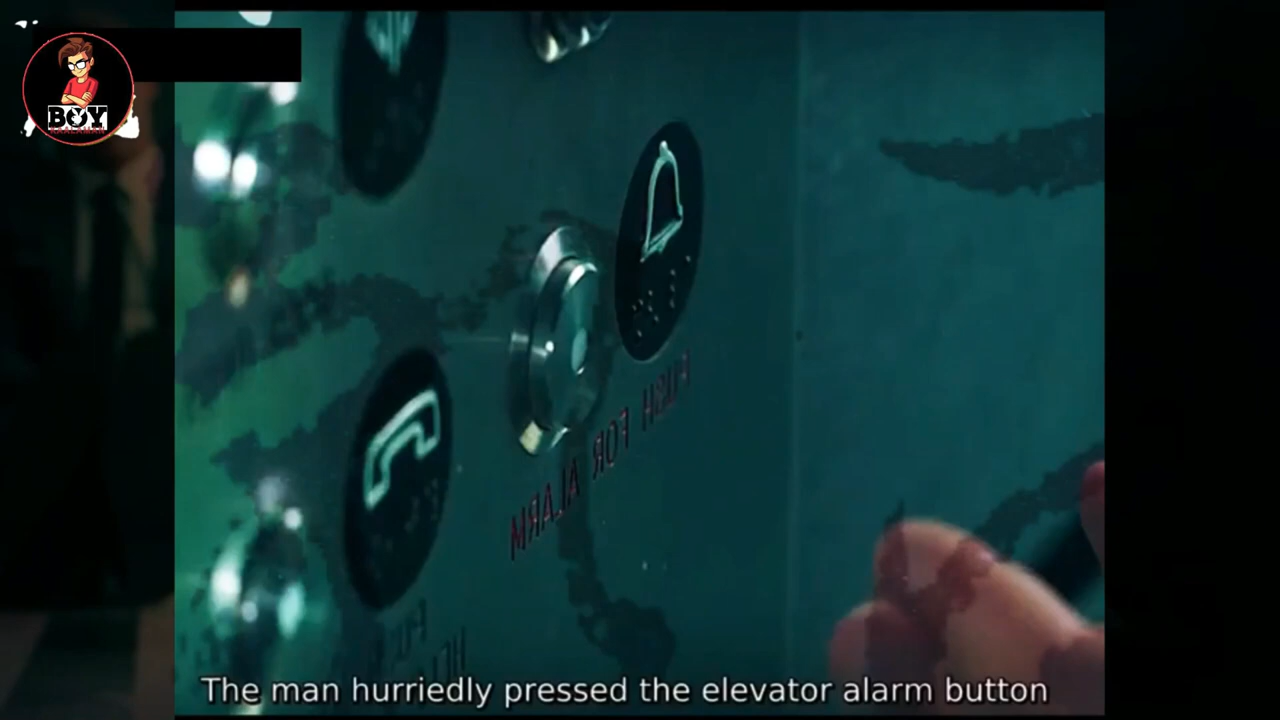 BOY
PUSH FOR ALARM
The man hurriedly pressed the elevator alarm button